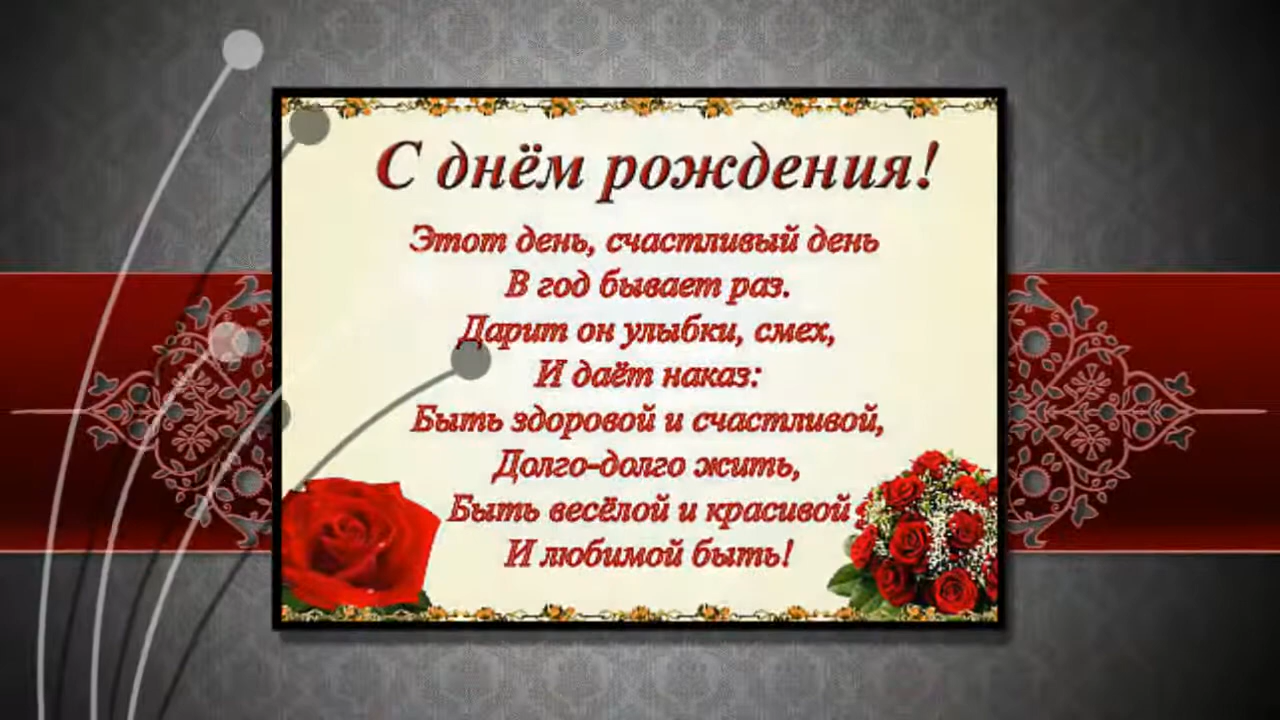 С днём рождения!
Этот день, счастливый день
В год бывает раз.
Дарит он улыбки, смех,
И даёт наказ:
Быть здоровой и счастливой,
Долго-долго жить,
Быть весёлой и красивой
И любимой быть!